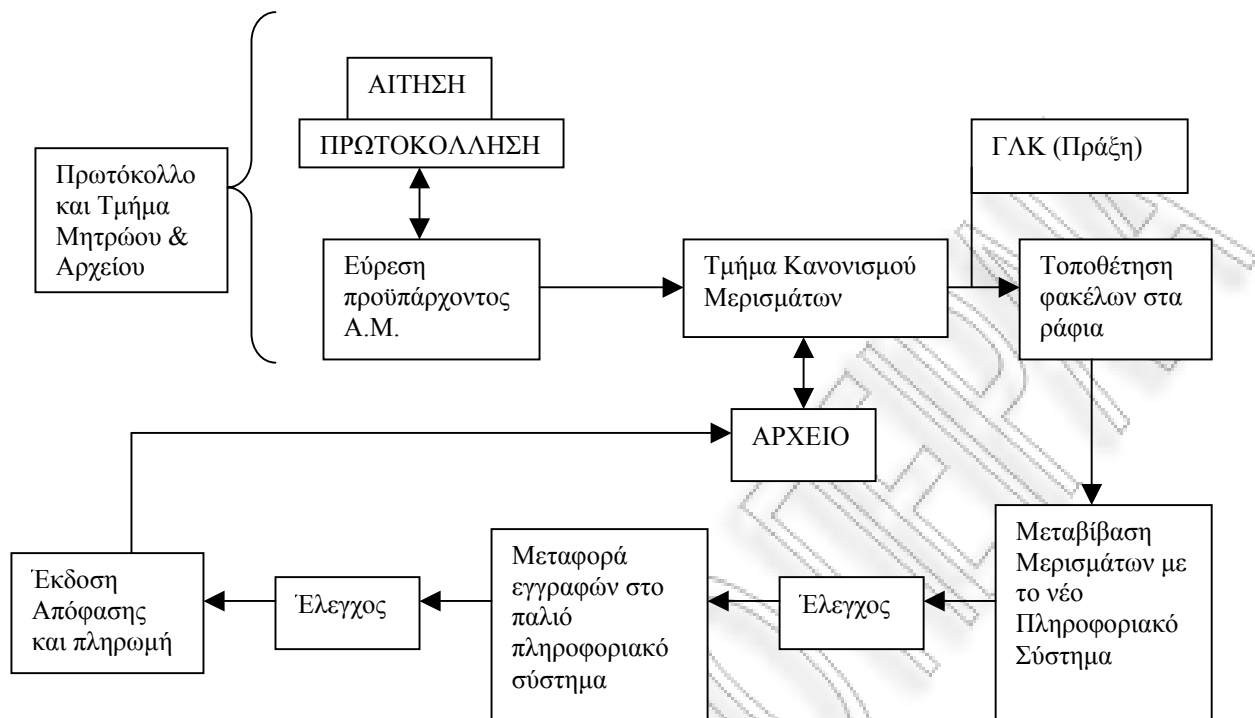 ΑΙΤΗΣΗ
ΠΡΩΤΟΚΟΛΛΗΣΗ
ΓΛΚ (Πράξη)
Πρωτόκολλο
και Τμήμα
Μητρώου &
Αρχείου
Εύρεση
προϋπάρχοντος
Α.Μ.
Τμήμα Κανονισμού
Μερισμάτων
Τοποθέτηση
φακέλων στα
ράφια
ΑΡΧΕΙΟ
Έκδοση
Απόφασης
και πληρωμή
Έλεγχος
Μεταφορά
εγγραφών στο
παλιό
πληροφοριακό
σύστημα
Έλεγχος
Μεταβίβαση
Μερισμάτων με
το νέο
Πληροφοριακό
Σύστημα